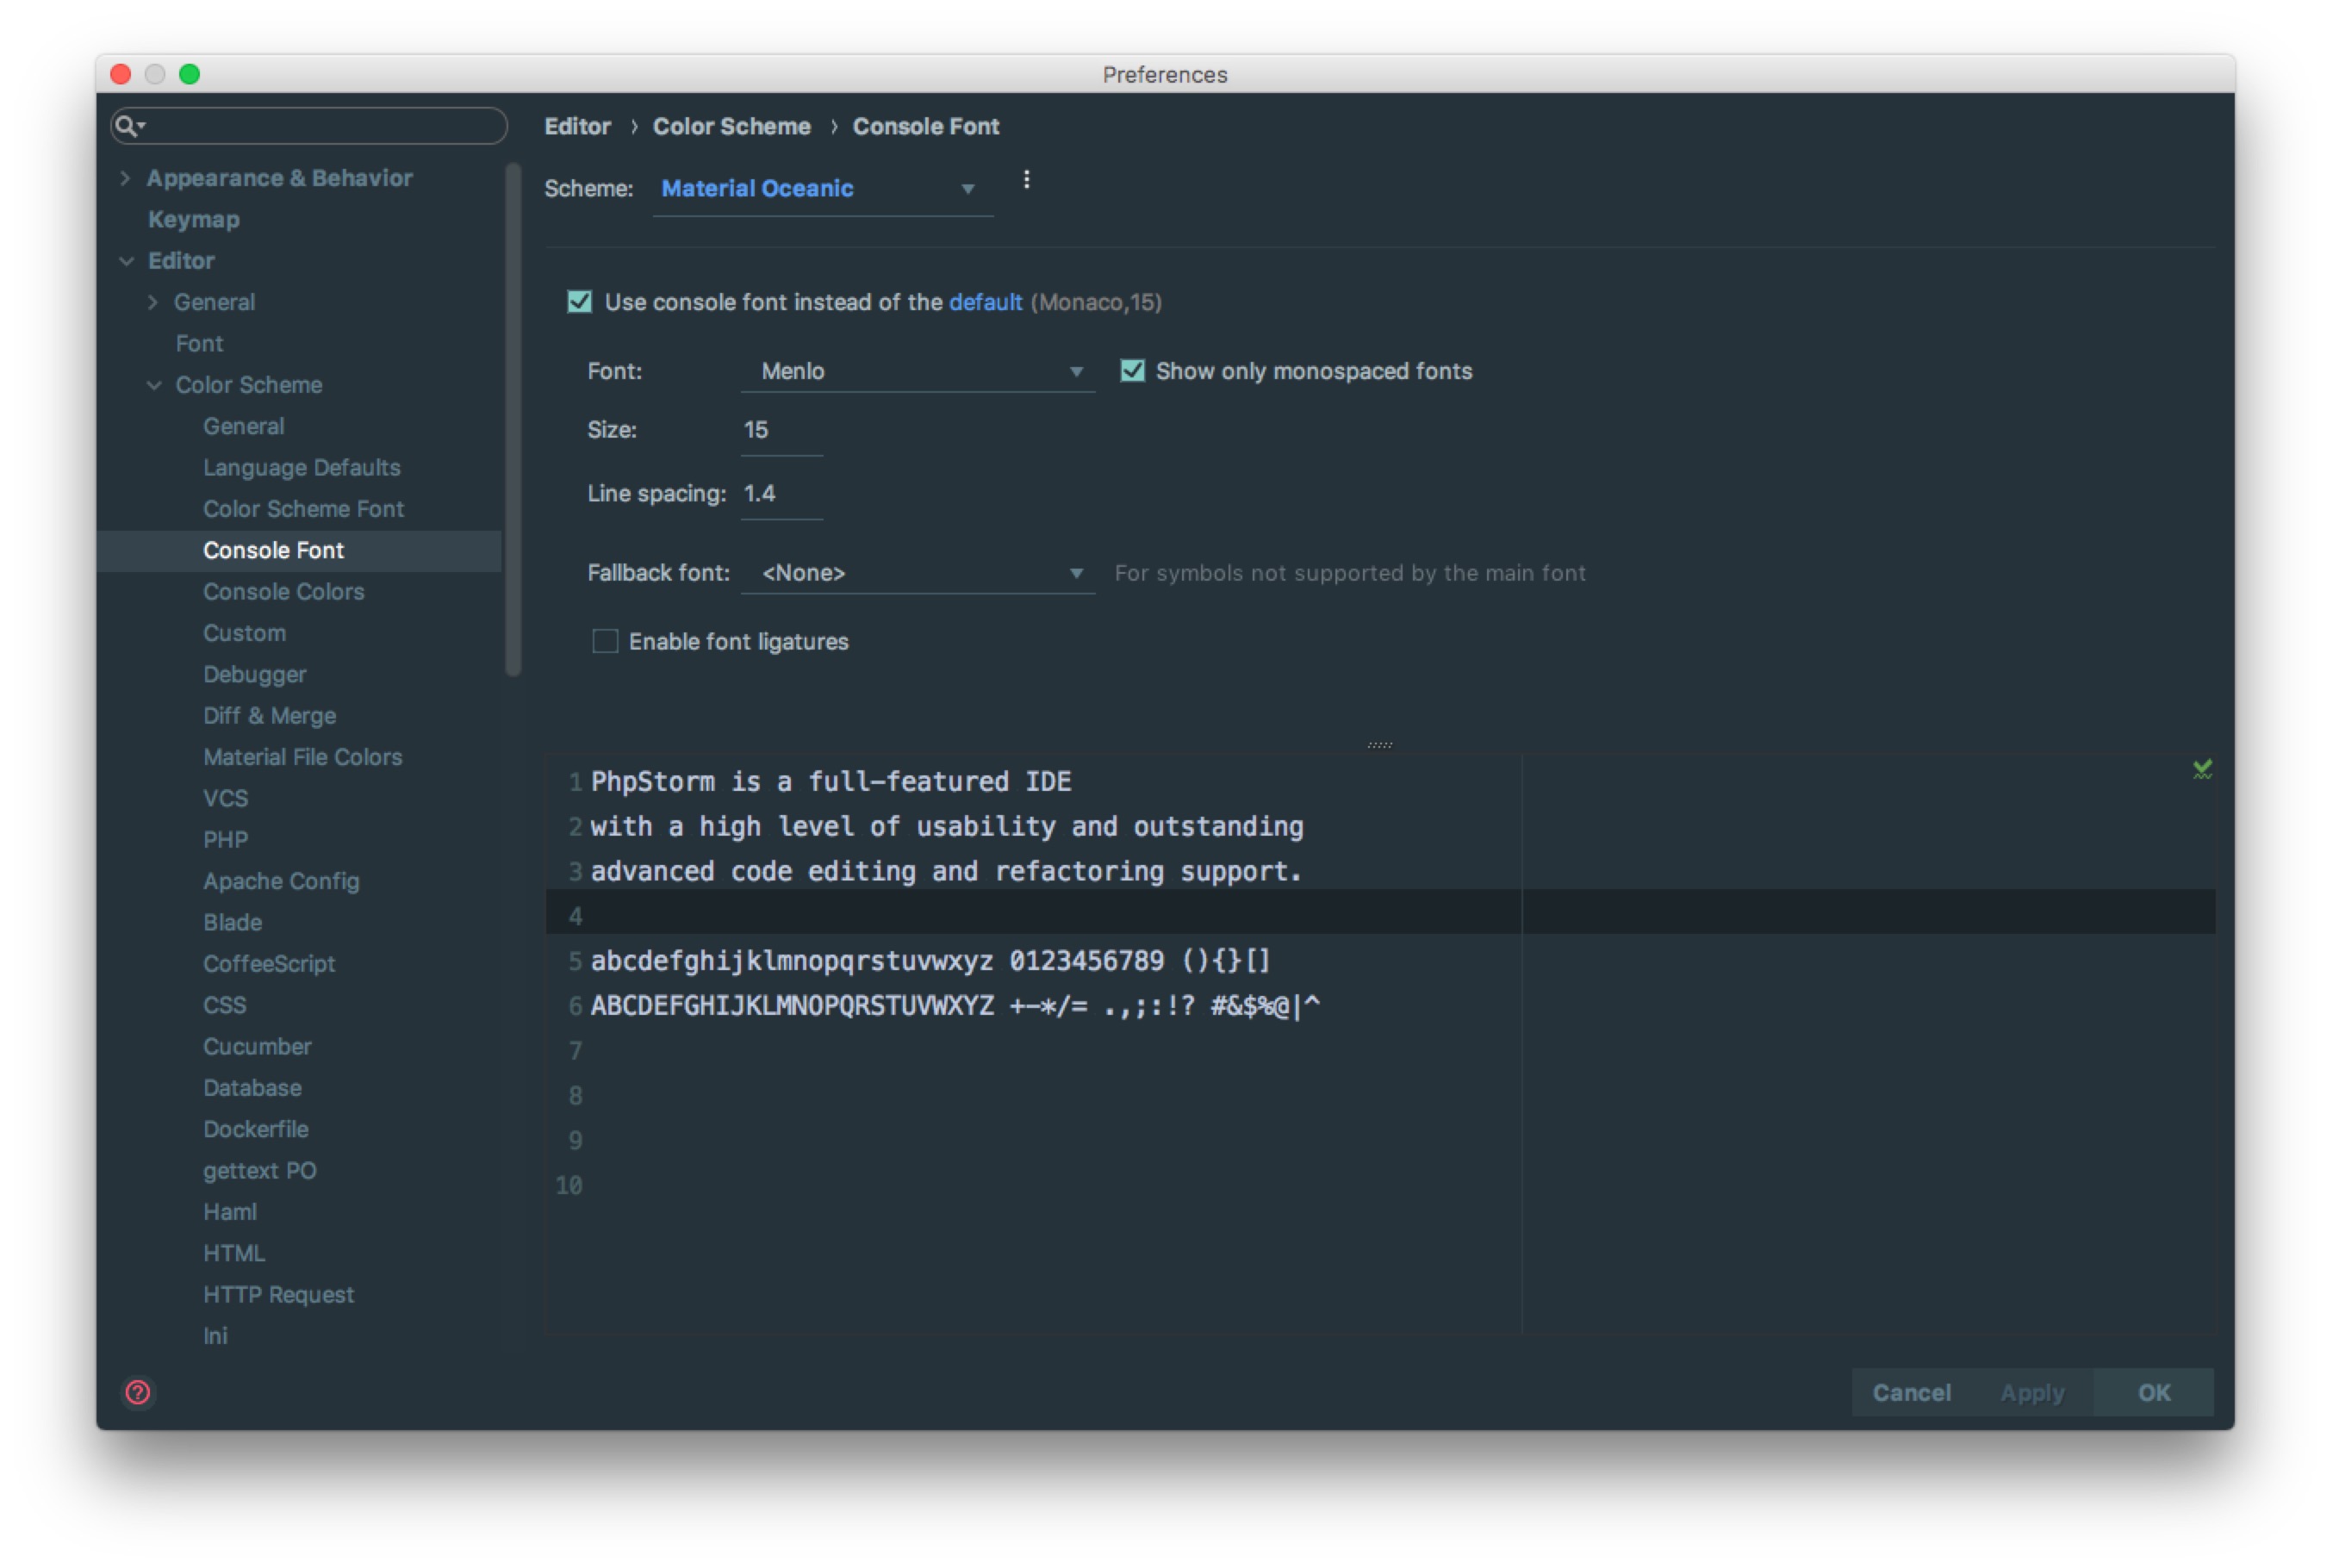 Preferences
Editor › Color Scheme › Console Font
Scheme: Material Oceanic
Appearance & Behavior
Keymap
Editor
General
Font
Color Scheme
General
Language Defaults
Color Scheme Font
Console Font
Console Colors
Custom
Debugger
Diff & Merge
Material File Colors
VCS
PHP
Apache Config
Blade
CoffeeScript
CSS
Cucumber
Database
Dockerfile
gettext PO
Haml
HTML
HTTP Request
Ini
Use console font instead of the default (Monaco,15)
Font: Menlo Show only monospaced fonts
Size: 15
Line spacing: 1.4
Fallback font: <None> For symbols not supported by the main font
Enable font ligatures
1 PhpStorm is a full-featured IDE
2 with a high level of usability and outstanding
3 advanced code editing and refactoring support.
4
5 abcdefghijklmnopqrstuvwxyz 0123456789 (){}[]
6 ABCDEFGHIJKLMNOPQRSTUVWXYZ +-*/= .,;:!? #&$%@|^
7
8
9
10
Cancel Apply OK